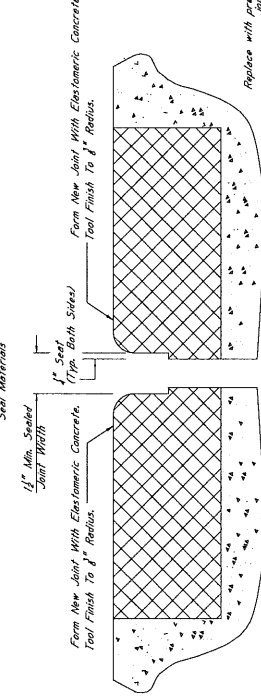 Seal Materials
1½" Min. Sealed
Joint Width
¼" Seat
(Typ. Both Sides)
Form New Joint With Elastomeric Concrete.
Tool Finish To ⅛" Radius.
Form New Joint With Elastomeric Concrete
Tool Finish To ⅛" Radius.
Replace with pre